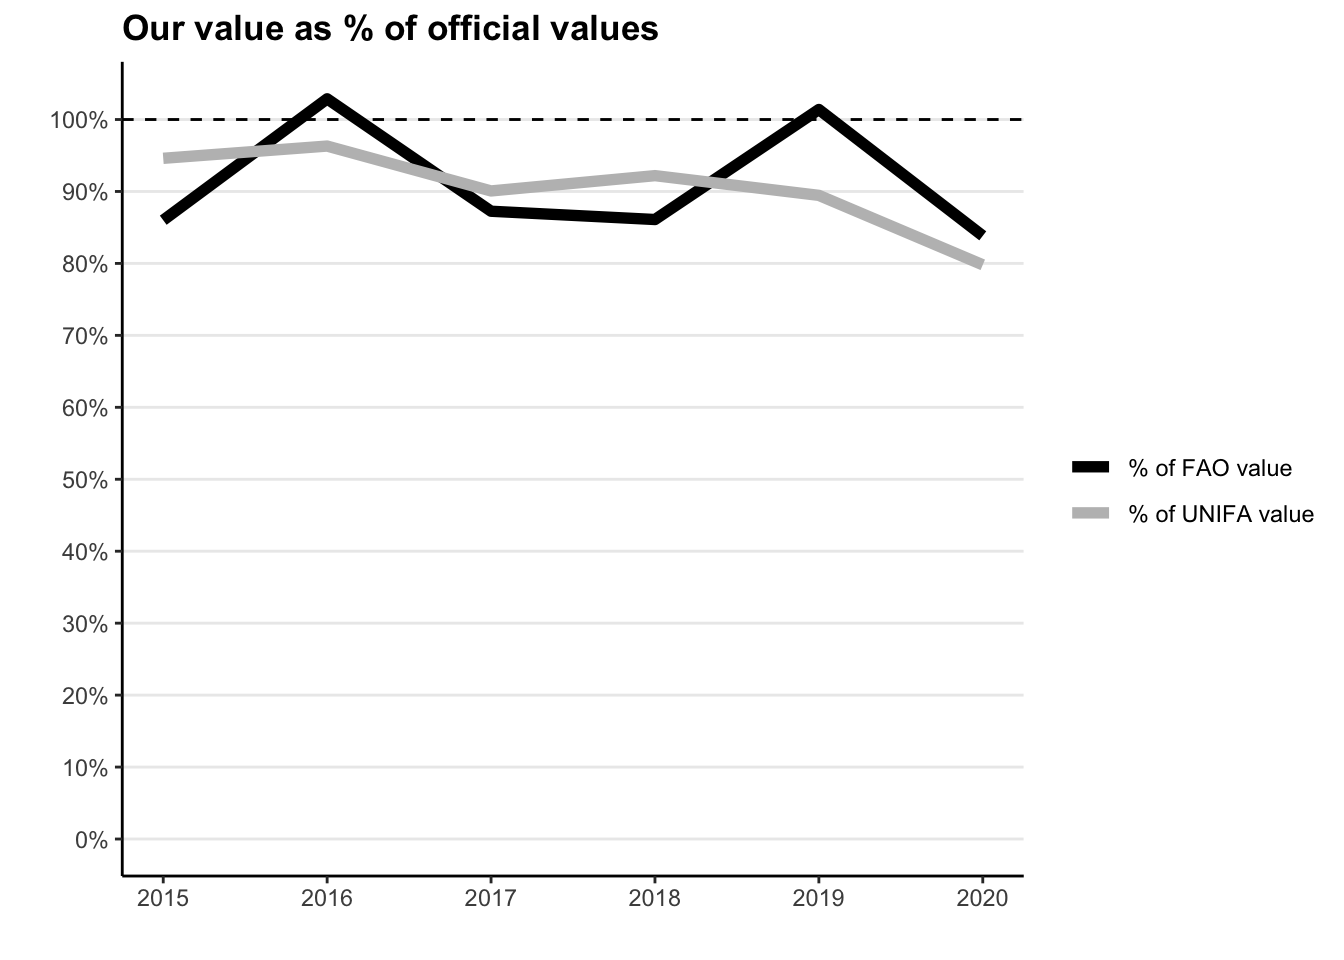 Our value as % of official values
100%
90%
80%
70%
60%
50%
40%
30%
20%
10%
0%
2015 2016 2017 2018 2019 2020
% of FAO value
% of UNIFA value